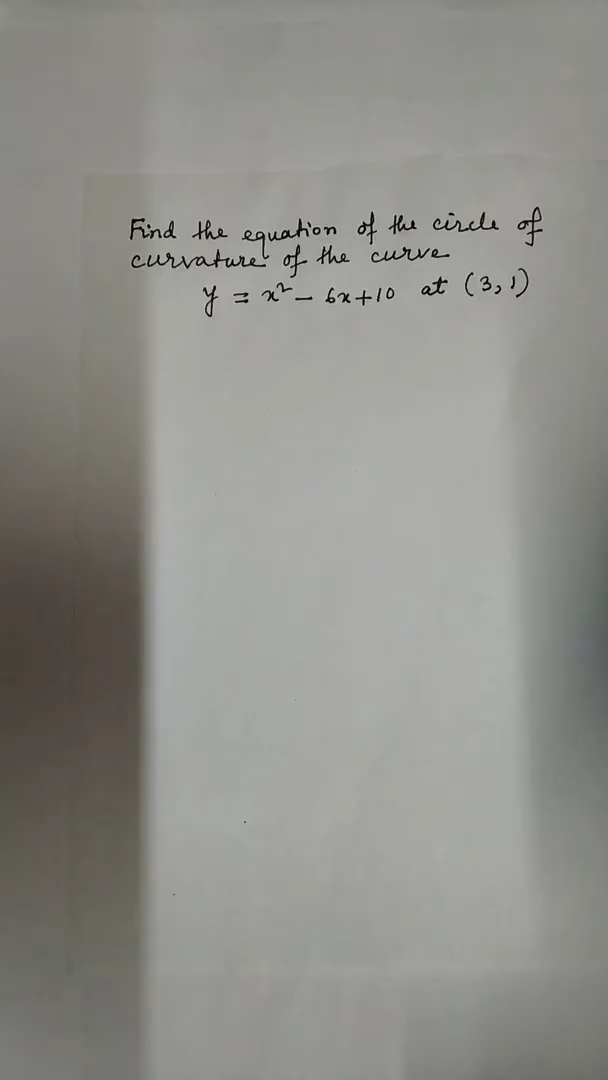 Find the equation of the circle of
curvature of the curve
y = x² - 6x+10 at (3,1)